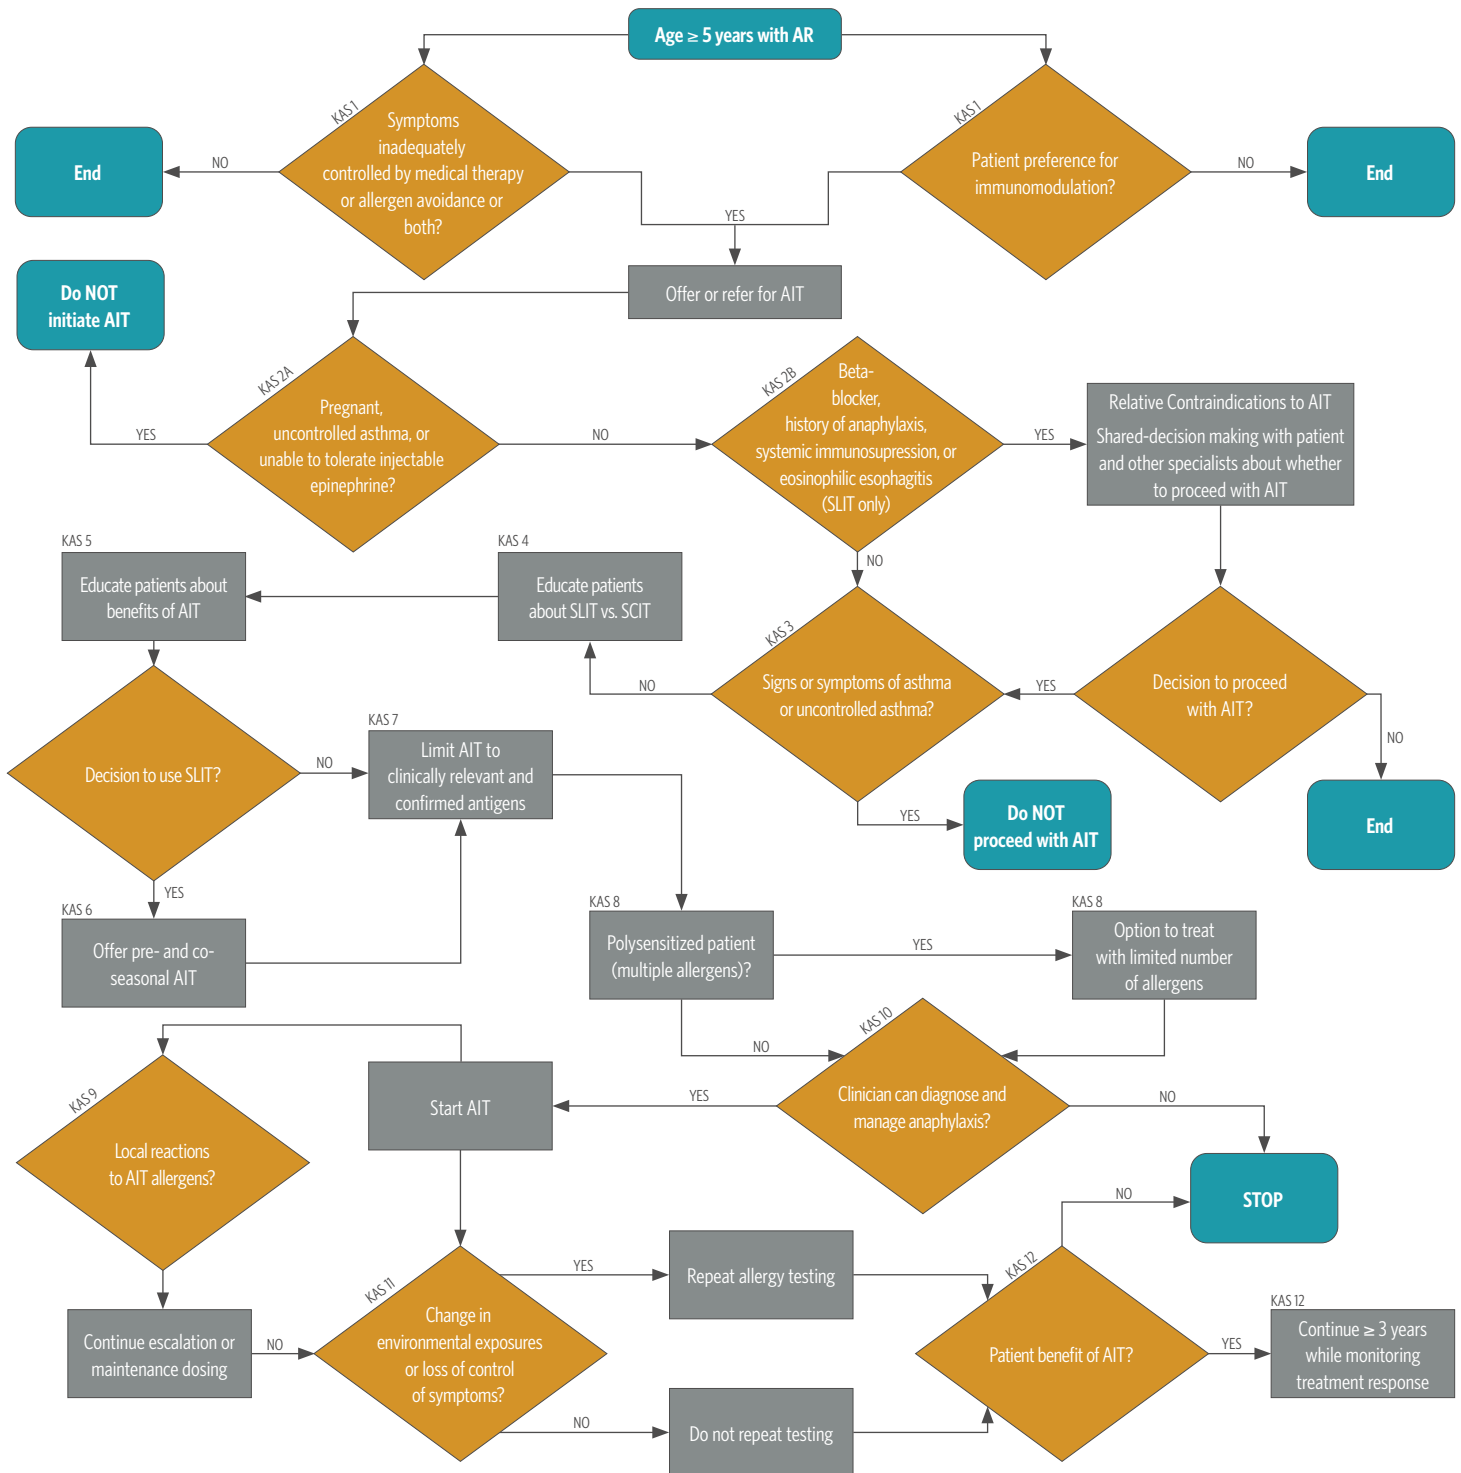 Age ≥ 5 years with AR
KAS 1
Symptoms
inadequately
controlled by medical therapy
or allergen avoidance or
both?
NO
End
KAS 1
Patient preference for
immunomodulation?
NO
End
YES
Offer or refer for AIT
Do NOT
initiate AIT
YES
KAS 2A
Pregnant,
uncontrolled asthma, or
unable to tolerate injectable
epinephrine?
NO
KAS 2B
Beta-
blocker,
history of anaphylaxis,
systemic immunosupression, or
eosinophilic esophagitis
(SLIT only)
YES
Relative Contraindications to AIT
Shared-decision making with patient
and other specialists about whether
to proceed with AIT
NO
KAS 5
Educate patients about
benefits of AIT
KAS 4
Educate patients
about SLIT vs. SCIT
NO
KAS 3
Signs or symptoms of asthma
or uncontrolled asthma?
YES
Decision to proceed
with AIT?
NO
End
YES
Do NOT
proceed with AIT
Decision to use SLIT?
NO
KAS 7
Limit AIT to
clinically relevant and
confirmed antigens
YES
KAS 6
Offer pre- and co-
seasonal AIT
KAS 8
Polysensitized patient
(multiple allergens)?
YES
KAS 8
Option to treat
with limited number
of allergens
NO
KAS 10
Clinician can diagnose and
manage anaphylaxis?
NO
STOP
YES
Start AIT
KAS 9
Local reactions
to AIT allergens?
Continue escalation or
maintenance dosing
NO
KAS 11
Change in
environmental exposures
or loss of control
of symptoms?
YES
Repeat allergy testing
NO
Do not repeat testing
KAS 12
Patient benefit of AIT?
NO
YES
KAS 12
Continue ≥ 3 years
while monitoring
treatment response